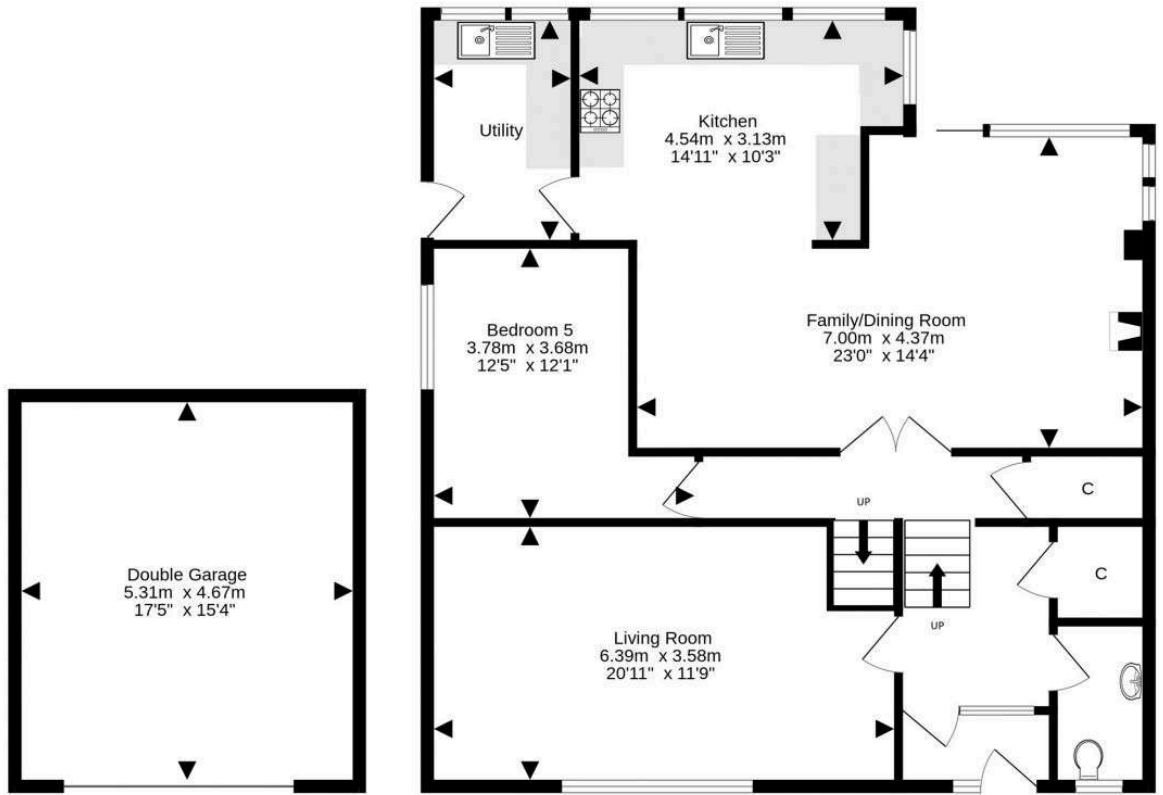 Utility
Kitchen
4.54m x 3.13m
14'11" x 10'3"
Family/Dining Room
7.00m x 4.37m
23'0" x 14'4"
Bedroom 5
3.78m x 3.68m
12'5" x 12'1"
C
UP
Double Garage
5.31m x 4.67m
17'5" x 15'4"
C
UP
Living Room
6.39m x 3.58m
20'11" x 11'9"